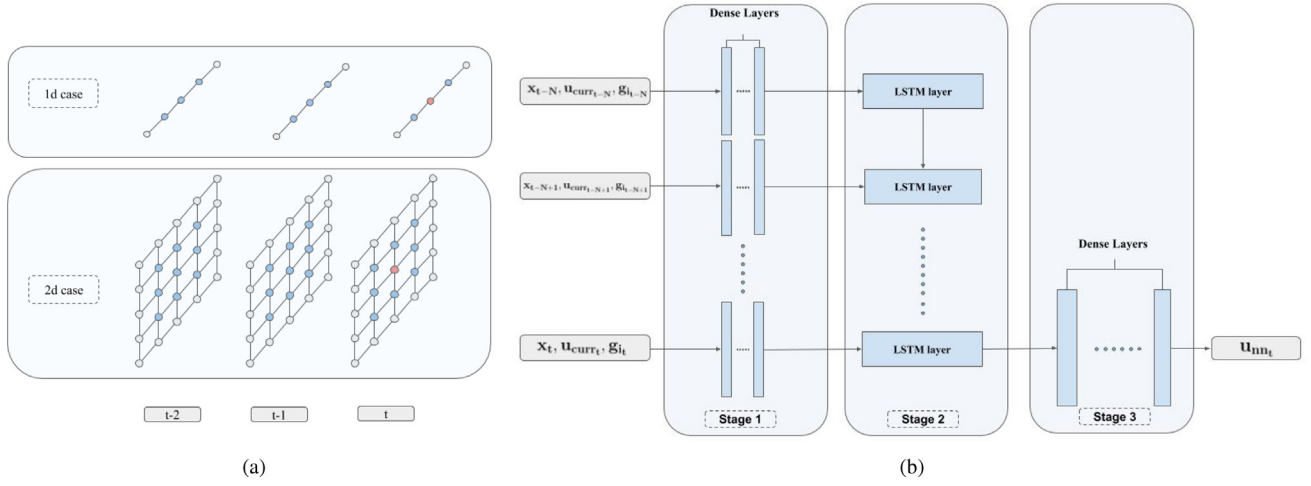 1d case
2d case
t-2 t-1 t
(a)
Dense Layers
x_{t-N}, u_{curr_{t-N}}, g_{i_{t-N}}
LSTM layer
x_{t-N+1}, u_{curr_{t-N+1}}, g_{i_{t-N+1}}
LSTM layer
Dense Layers
x_t, u_{curr_t}, g_{i_t}
LSTM layer
u_{nn_t}
Stage 1 Stage 2 Stage 3
(b)